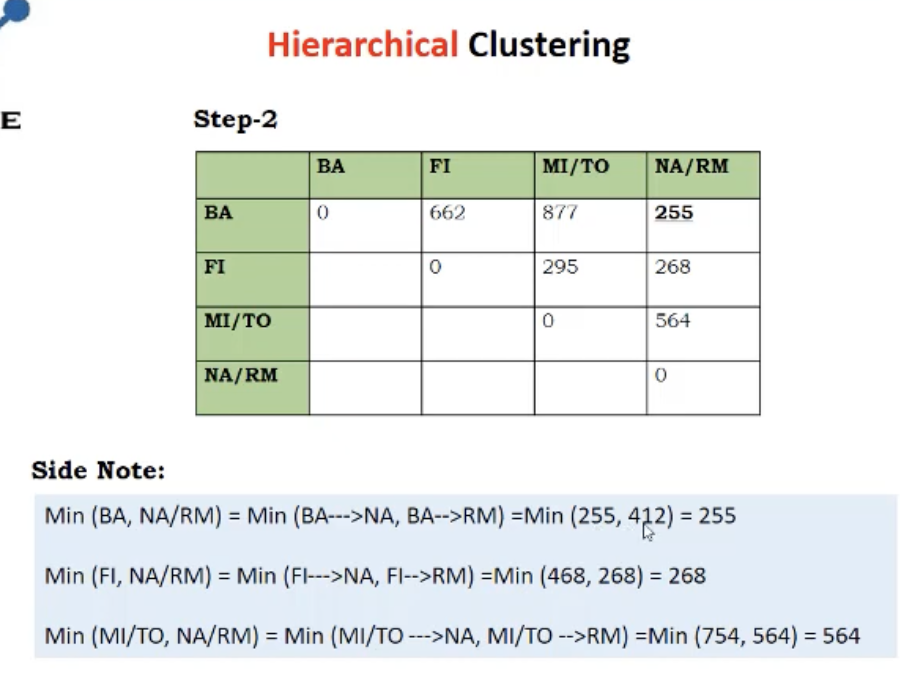 Hierarchical Clustering
E
Step-2
BA FI MI/TO NA/RM
BA 0 662 877 255
FI 0 295 268
MI/TO 0 564
NA/RM 0
Side Note:
Min (BA, NA/RM) = Min (BA--->NA, BA-->RM) =Min (255, 412) = 255
Min (FI, NA/RM) = Min (FI--->NA, FI-->RM) =Min (468, 268) = 268
Min (MI/TO, NA/RM) = Min (MI/TO --->NA, MI/TO -->RM) =Min (754, 564) = 564